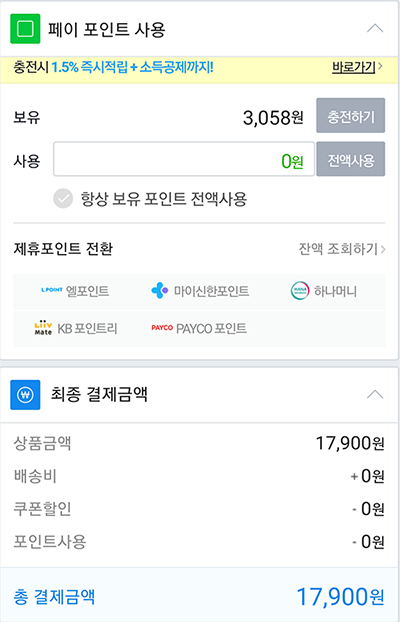 페이 포인트 사용
충전시 1.5% 즉시적립 + 소득공제까지! 바로가기>
보유 3,058원 충전하기
사용 0원 전액사용
항상 보유 포인트 전액사용
제휴포인트 전환 잔액 조회하기>
L.POINT 엘포인트 마이신한포인트 하나머니
Liiv Mate KB 포인트리 PAYCO PAYCO 포인트
₩ 최종 결제금액
상품금액 17,900원
배송비 +0원
쿠폰할인 - 0원
포인트사용 - 0원
총 결제금액 17,900원